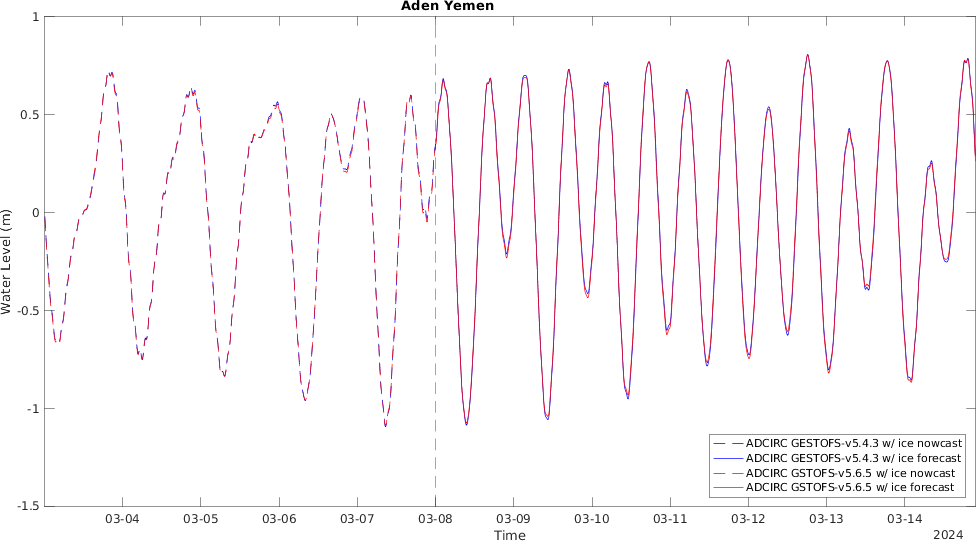 Aden Yemen
1
0.5
0
-0.5
-1
-1.5
Water Level (m)
03-04 03-05 03-06 03-07 03-08 03-09 03-10 03-11 03-12 03-13 03-14
Time
2024
ADCIRC GESTOFS-v5.4.3 w/ ice nowcast
ADCIRC GESTOFS-v5.4.3 w/ ice forecast
ADCIRC GSTOFS-v5.6.5 w/ ice nowcast
ADCIRC GSTOFS-v5.6.5 w/ ice forecast